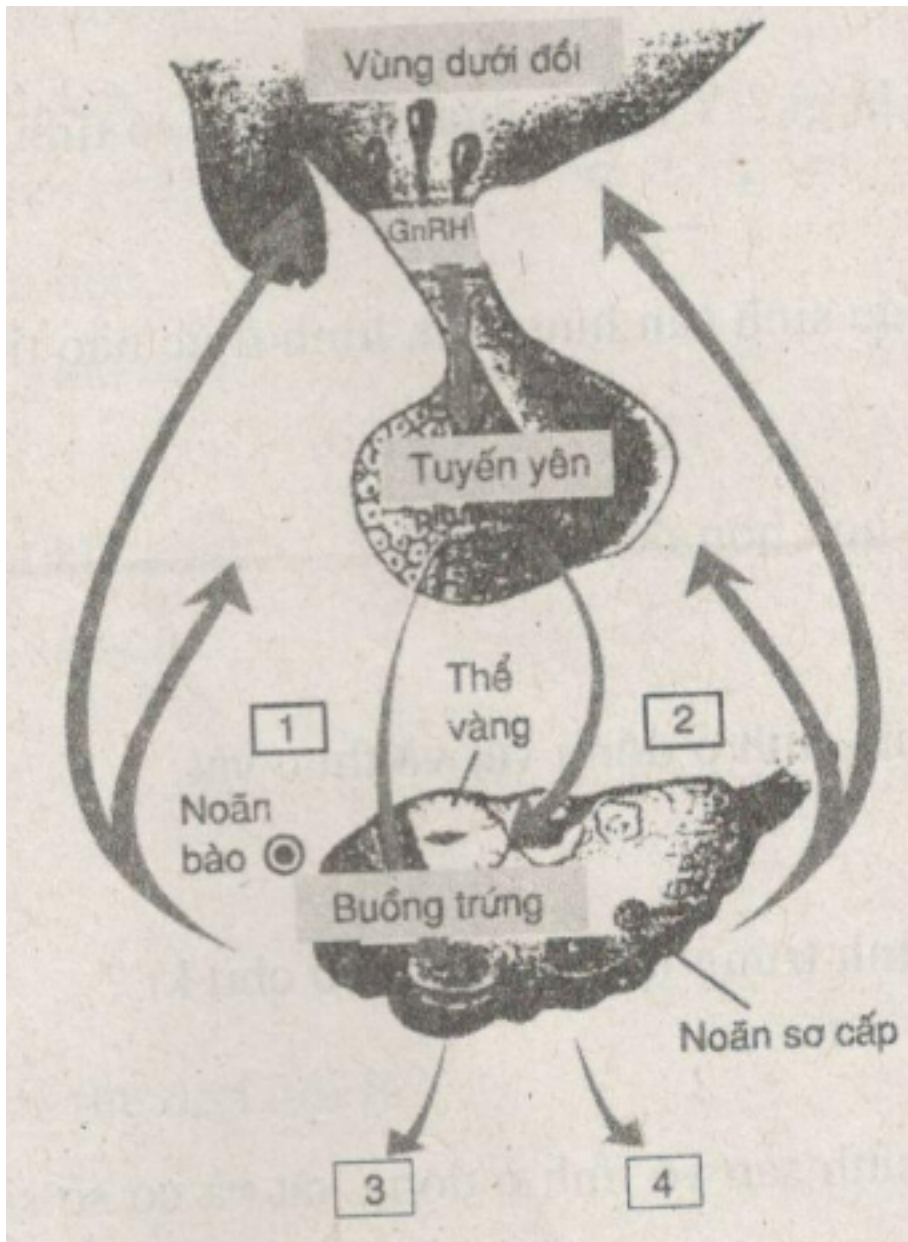 Vùng dưới đồi
GnRH
Tuyến yên
Thể
vàng
1
2
Noãn
bào
Buồng trứng
Noãn sơ cấp
3
4